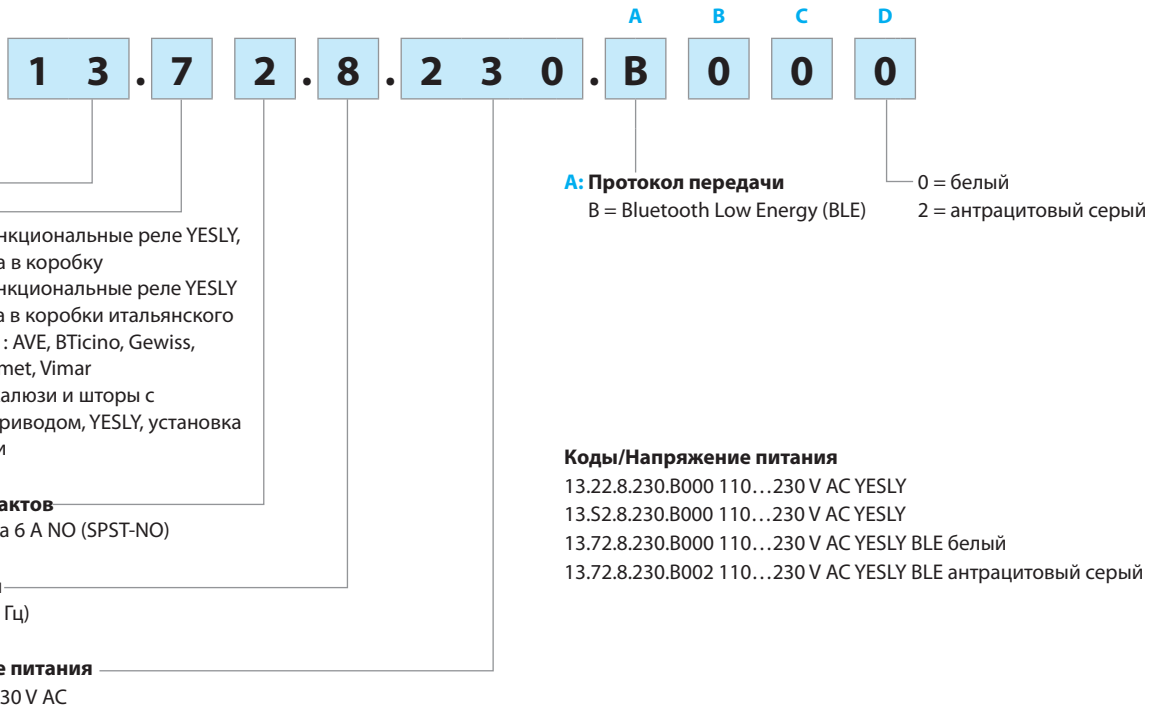 A B C D
1 3 . 7 2 . 8 . 2 3 0 . B 0 0 0
A: Протокол передачи
B = Bluetooth Low Energy (BLE)
0 = белый
2 = антрацитовый серый
нкциональные реле YESLY,
а в коробку
нкциональные реле YESLY
а в коробки итальянского
: AVE, BTicino, Gewiss,
met, Vimar
алюзи и шторы с
риводом, YESLY, установка
и
актов
а 6 A NO (SPST-NO)
Гц)
е питания
30 V AC
Коды/Напряжение питания
13.22.8.230.B000 110…230 V AC YESLY
13.S2.8.230.B000 110…230 V AC YESLY
13.72.8.230.B000 110…230 V AC YESLY BLE белый
13.72.8.230.B002 110…230 V AC YESLY BLE антрацитовый серый